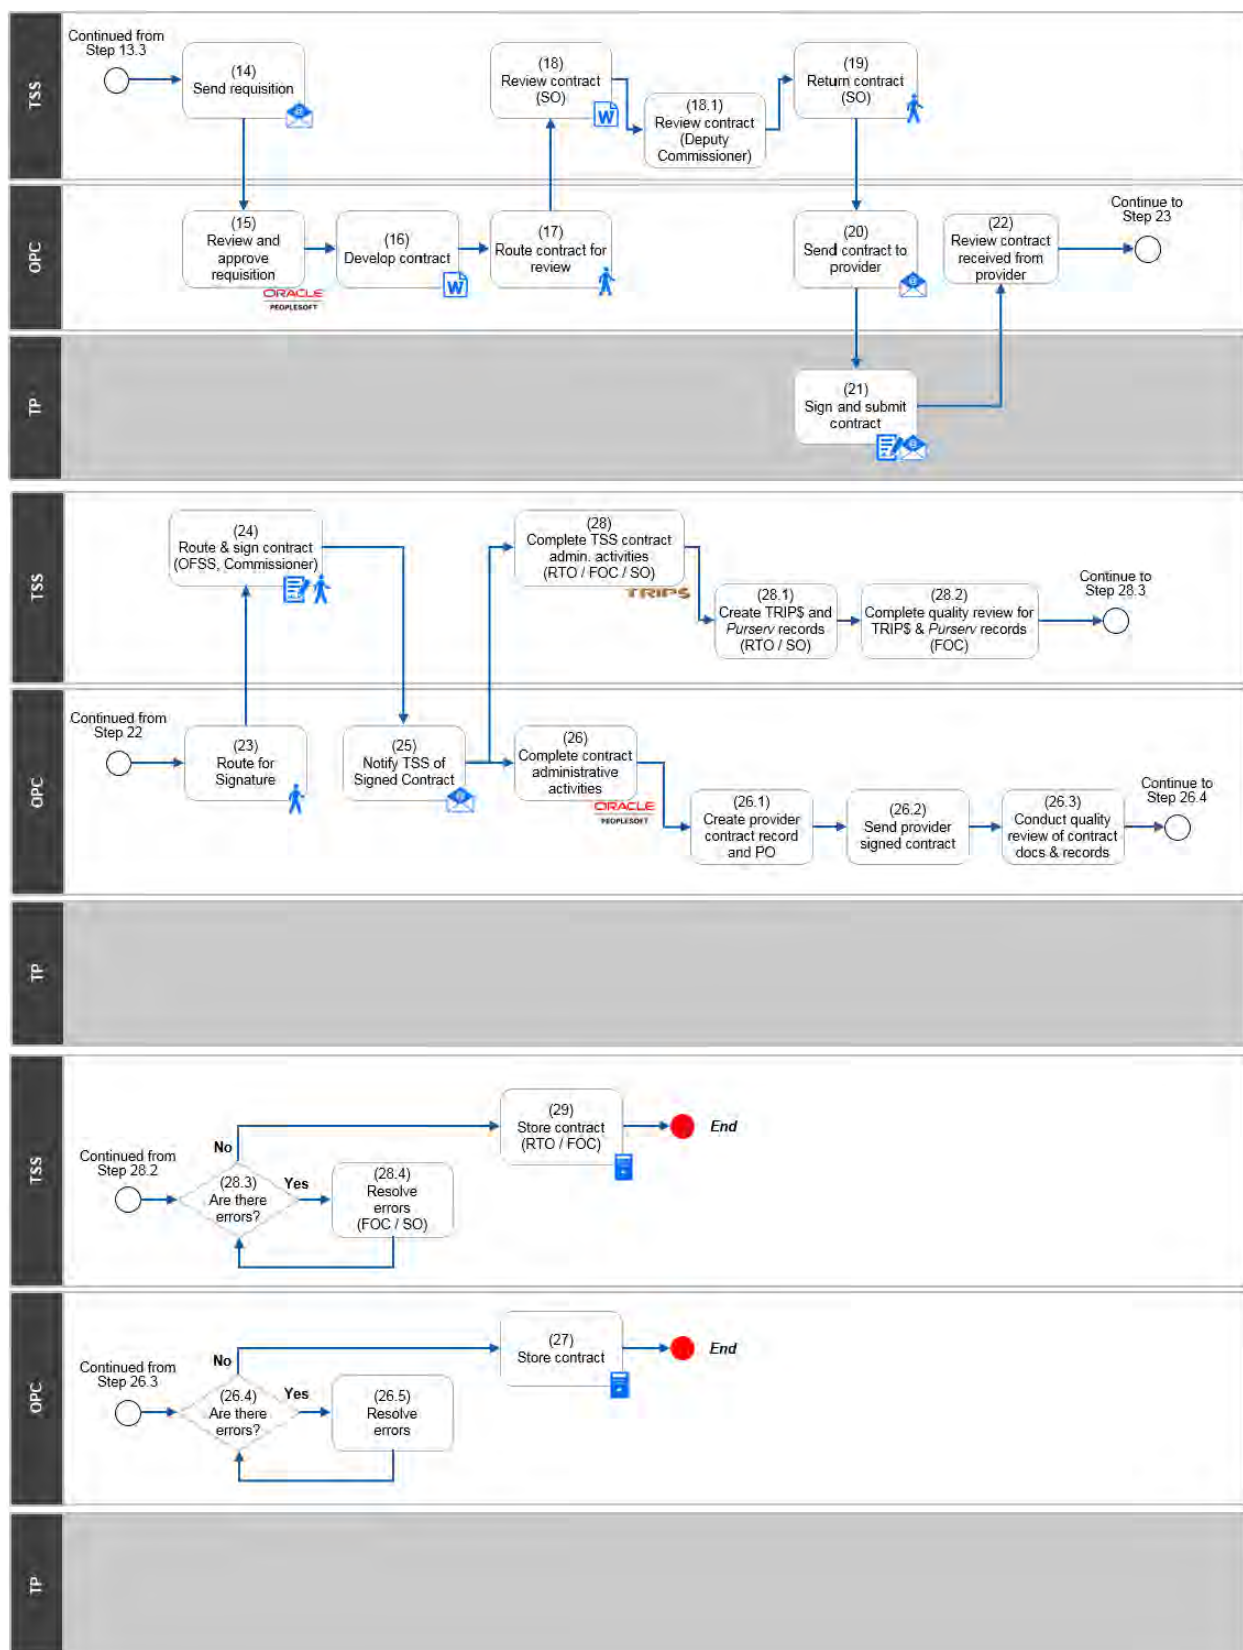 TSS
Continued from
Step 13.3
(14)
Send requisition
(18)
Review contract
(SO)
W
(18.1)
Review contract
(Deputy
Commissioner)
(19)
Return contract
(SO)
OPC
(15)
Review and
approve
requisition
ORACLE
PEOPLESOFT
(16)
Develop contract
W
(17)
Route contract for
review
(20)
Send contract to
provider
@
(22)
Review contract
received from
provider
Continue to
Step 23
TP
(21)
Sign and submit
contract
@
TSS
(24)
Route & sign contract
(OFSS, Commissioner)
(28)
Complete TSS contract
admin. activities
(RTO / FOC / SO)
TRIP$
(28.1)
Create TRIP$ and
Purserv records
(RTO / SO)
(28.2)
Complete quality review for
TRIP$ & Purserv records
(FOC)
Continue to
Step 28.3
OPC
Continued from
Step 22
(23)
Route for
Signature
(25)
Notify TSS of
Signed Contract
@
(26)
Complete contract
administrative
activities
ORACLE
PEOPLESOFT
(26.1)
Create provider
contract record
and PO
(26.2)
Send provider
signed contract
(26.3)
Conduct quality
review of contract
docs & records
Continue to
Step 26.4
TP
TSS
Continued from
Step 28.2
No
(28.3)
Are there
errors?
Yes
(28.4)
Resolve
errors
(FOC / SO)
(29)
Store contract
(RTO / FOC)
End
OPC
Continued from
Step 26.3
No
(26.4)
Are there
errors?
Yes
(26.5)
Resolve
errors
(27)
Store contract
End
TP